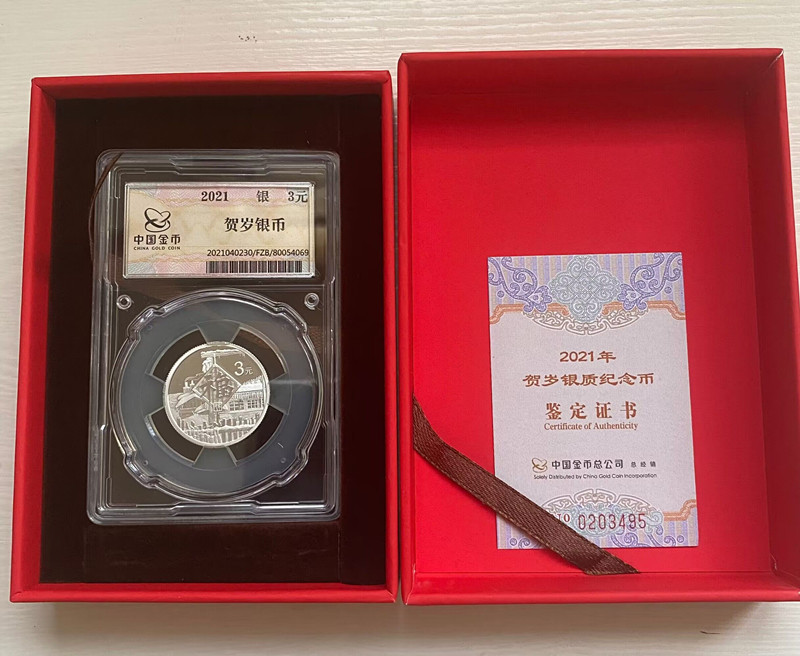 2021 银 3元
中国金币
CHINA GOLD COIN
贺岁银币
2021040230/FZB/80054069
3元
福
2021年
贺岁银质纪念币
鉴定证书
Certificate of Authenticity
中国金币总公司 总经销
Solely Distributed by China Gold Coin Incorporation
0203495